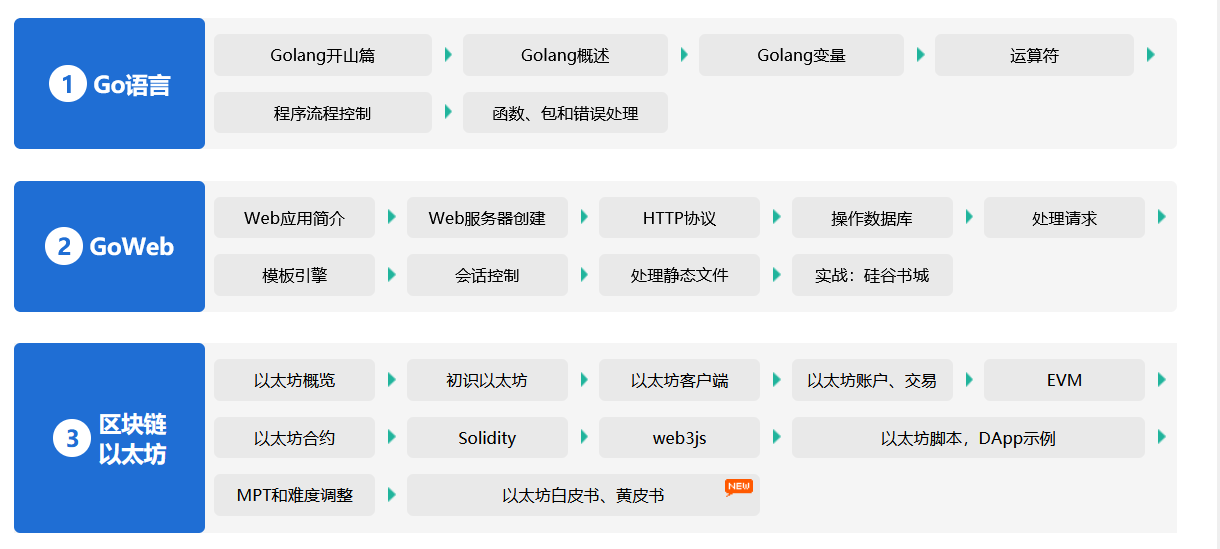 1 Go语言
Golang开山篇
Golang概述
Golang变量
运算符
程序流程控制
函数、包和错误处理
2 GoWeb
Web应用简介
Web服务器创建
HTTP协议
操作数据库
处理请求
模板引擎
会话控制
处理静态文件
实战：硅谷书城
3 区块链
以太坊
以太坊概览
初识以太坊
以太坊客户端
以太坊账户、交易
EVM
以太坊合约
Solidity
web3js
以太坊脚本，DApp示例
MPT和难度调整
以太坊白皮书、黄皮书
NEW